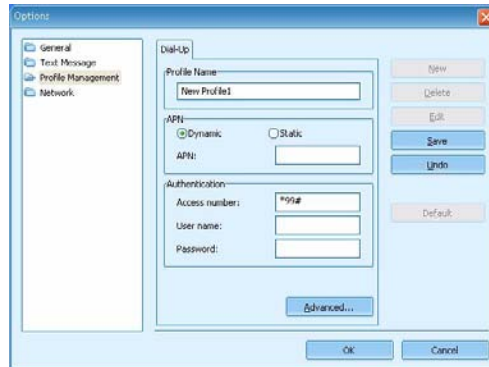 Options
General
Text Message
Profile Management
Network
Dial-Up
Profile Name
New Profile1
APN
Dynamic Static
APN:
Authentication
Access number: *99#
User name:
Password:
Advanced...
New
Delete
Edit
Save
Undo
Default
OK Cancel